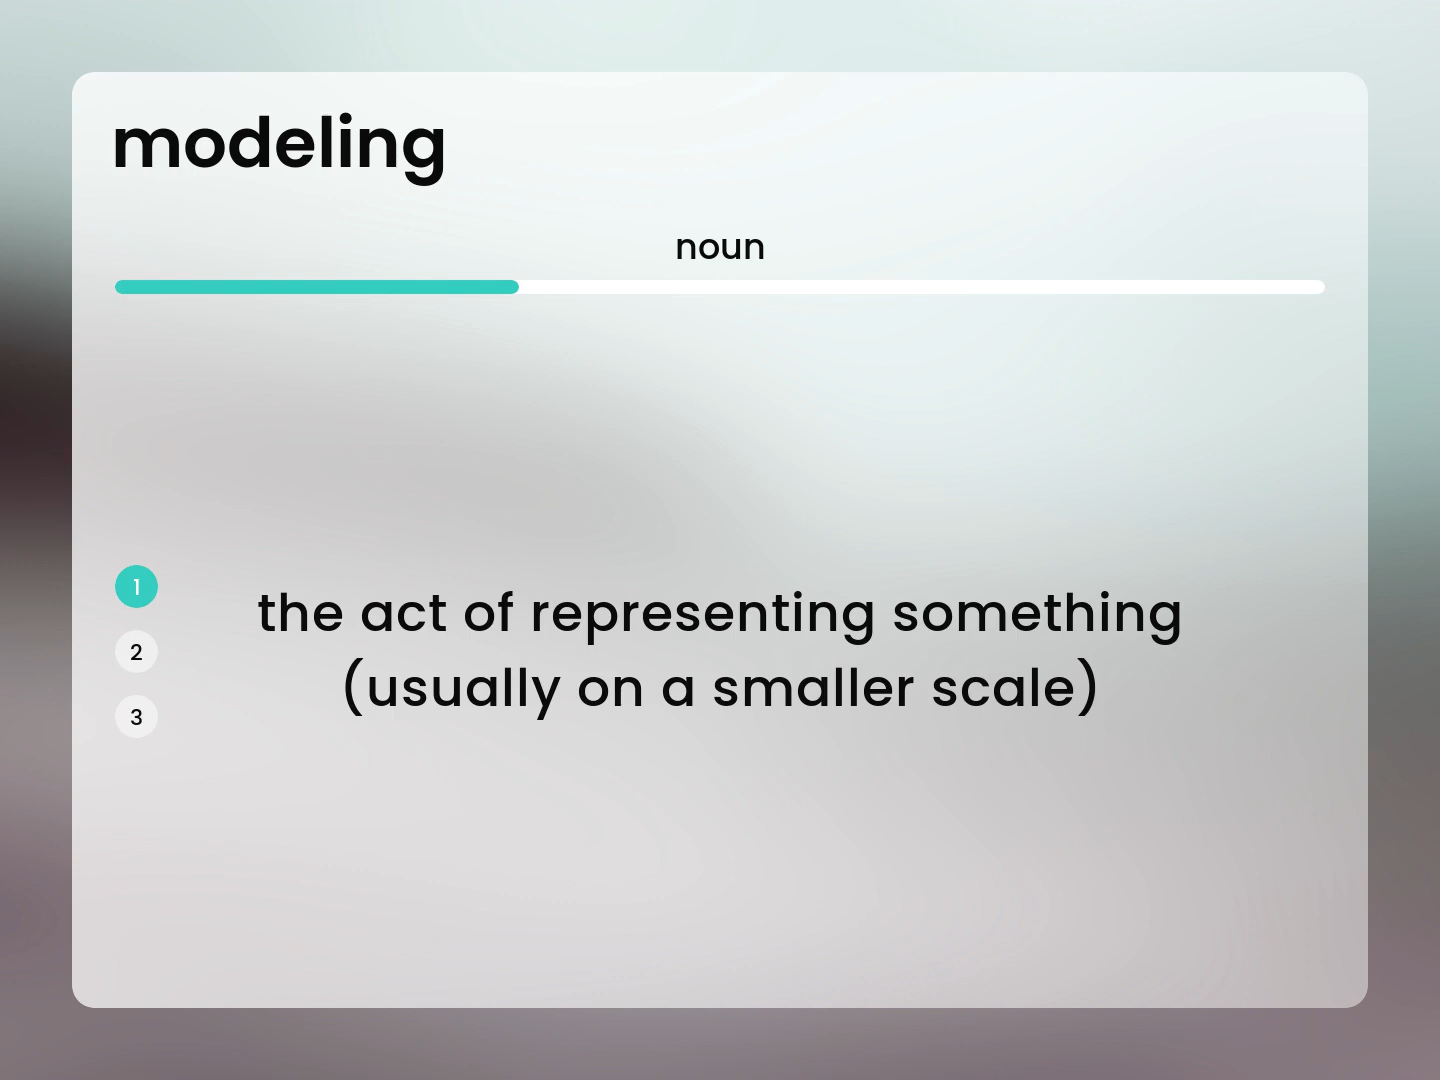 modeling
noun
1
the act of representing something
2
(usually on a smaller scale)
3